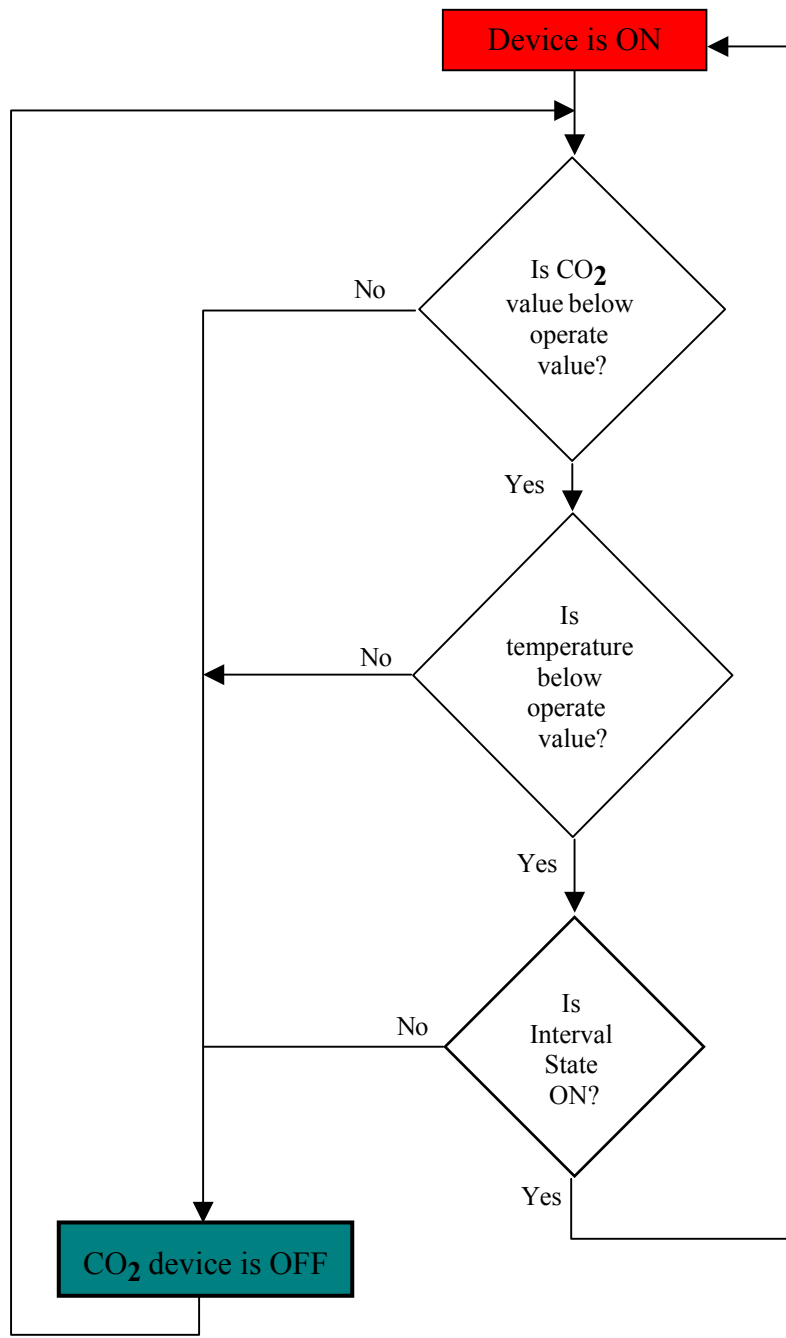 Device is ON
Is CO2
value below
operate
value?
No
Yes
Is
temperature
below
operate
value?
No
Yes
Is
Interval
State
ON?
No
Yes
CO2 device is OFF